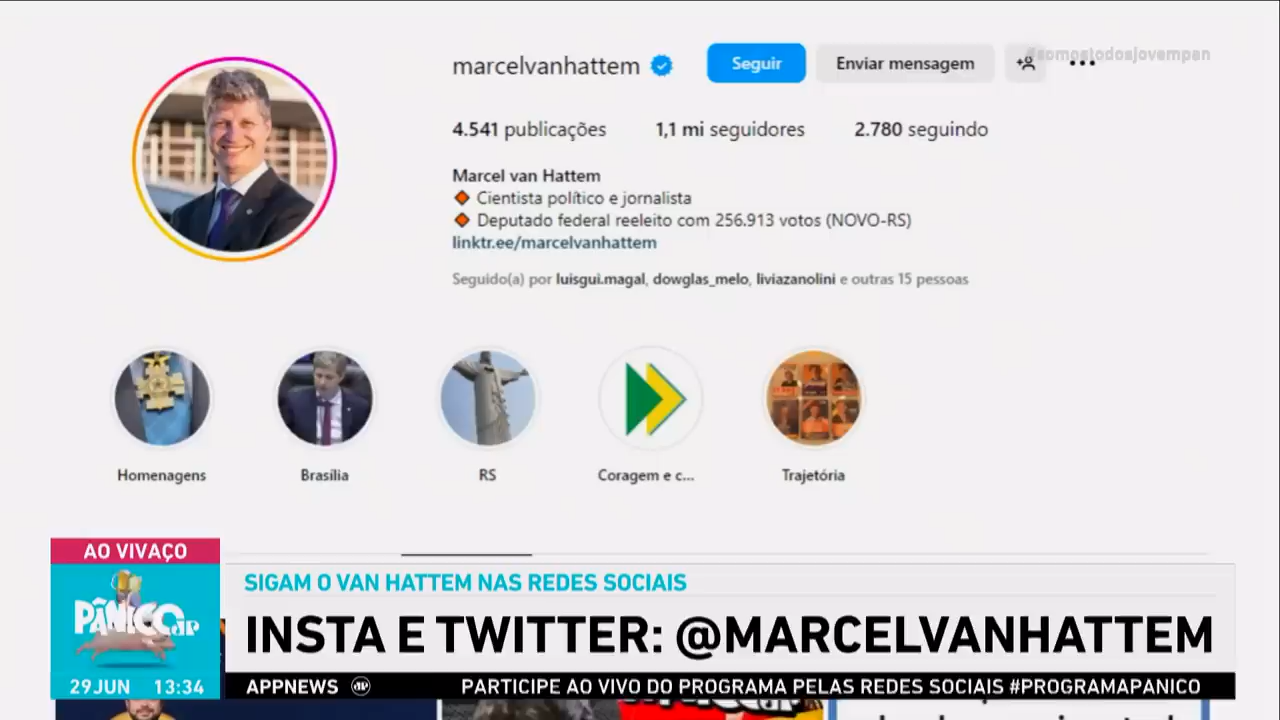 marcelvanhattem
Seguir
Enviar mensagem
#somostodosjovempan
4.541 publicações
1,1 mi seguidores
2.780 seguindo
Marcel van Hattem
Cientista político e jornalista
Deputado federal reeleito com 256.913 votos (NOVO-RS)
linktr.ee/marcelvanhattem
Seguido(a) por luisgui.magal, dowglas_melo, liviazanolini e outras 15 pessoas
Homenagens
Brasília
RS
Coragem e c...
Trajetória
AO VIVAÇO
PÂNICO JP
29JUN 13:34
SIGAM O VAN HATTEM NAS REDES SOCIAIS
INSTA E TWITTER: @MARCELVANHATTEM
APPNEWS JP
PARTICIPE AO VIVO DO PROGRAMA PELAS REDES SOCIAIS #PROGRAMAPANICO